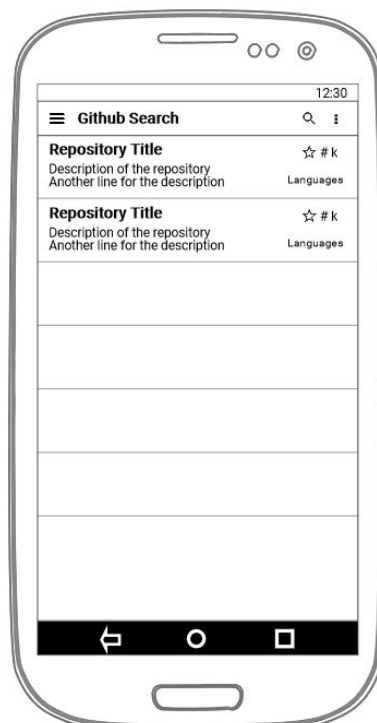 12:30
Github Search
Repository Title
☆ # k
Description of the repository
Another line for the description
Languages
Repository Title
☆ # k
Description of the repository
Another line for the description
Languages